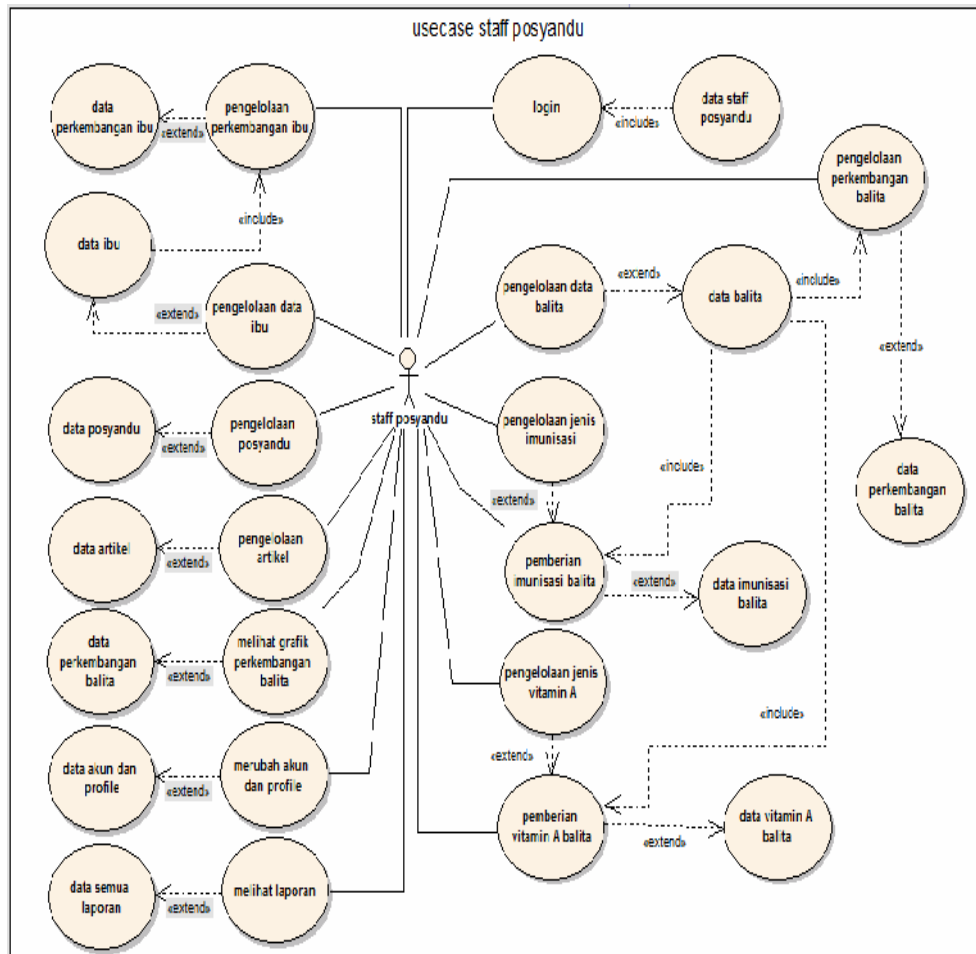 usecase staff posyandu
data
perkembangan ibu
«extend»
pengelolaan
perkembangan ibu
login
«include»
data staff
posyandu
pengelolaan
perkembangan
balita
«include»
data ibu
«extend»
pengelolaan data
ibu
pengelolaan data
balita
«extend»
data balita
«include»
«extend»
staff posyandu
data posyandu
«extend»
pengelolaan
posyandu
pengelolaan jenis
imunisasi
«include»
«extend»
data
perkembangan
balita
data artikel
«extend»
pengelolaan
artikel
pemberian
imunisasi balita
«extend»
data imunisasi
balita
data
perkembangan
balita
«extend»
melihat grafik
perkembangan
balita
pengelolaan jenis
vitamin A
«include»
«extend»
data akun dan
profile
«extend»
merubah akun
dan profile
pemberian
vitamin A balita
«extend»
data vitamin A
balita
data semua
laporan
«extend»
melihat laporan